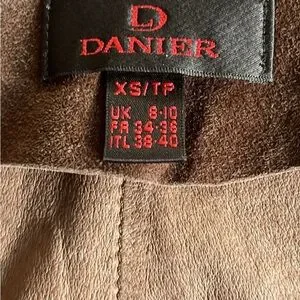 D
DANIER
XS/TP
UK 8-10
FR 34-36
ITL 38-40